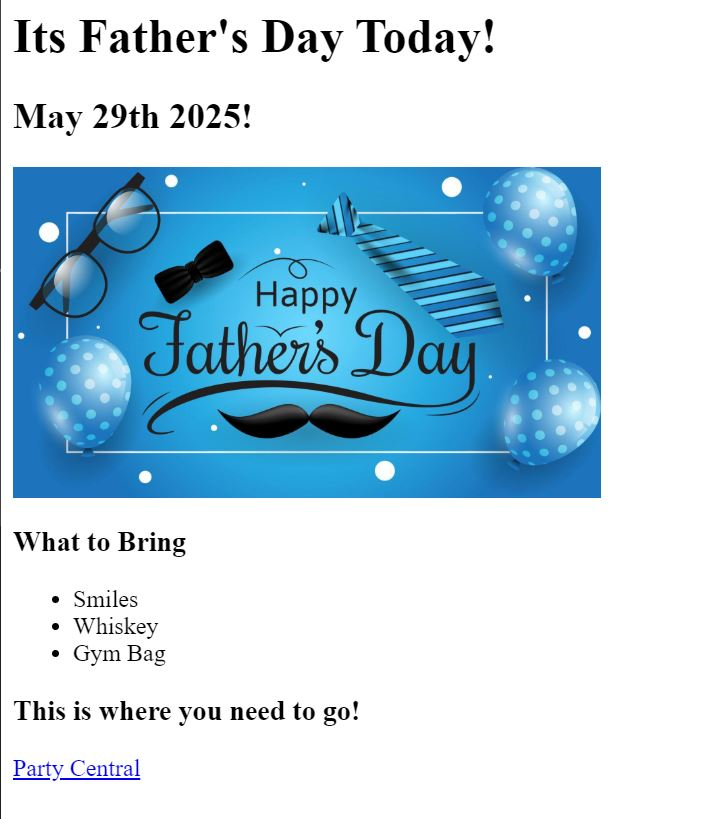 Its Father's Day Today!
May 29th 2025!
Happy
Father's Day
What to Bring
Smiles
Whiskey
Gym Bag
This is where you need to go!
Party Central